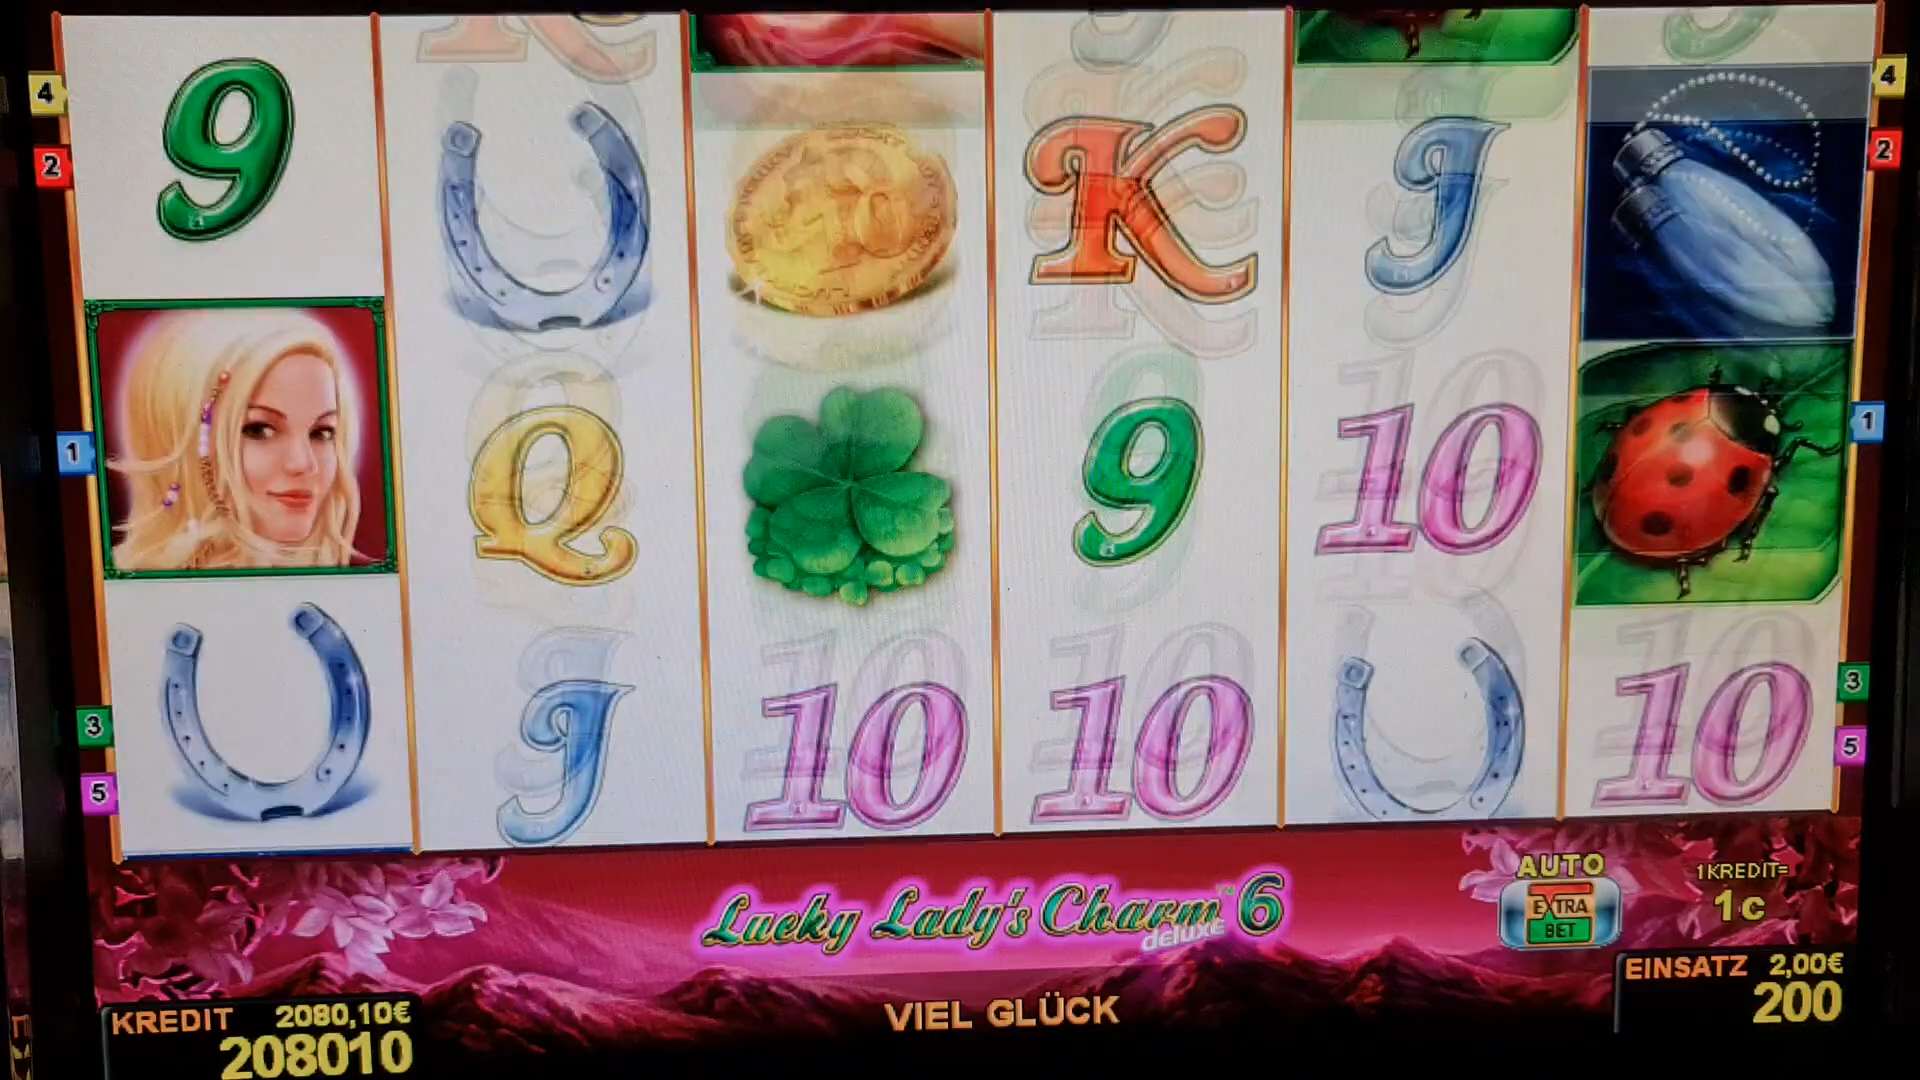 4
9
K
J
4
2
2
1
Q
9
10
1
3
J
10
10
10
3
5
5
Lucky Lady's Charm™ 6
deluxe
AUTO
EXTRA
BET
1KREDIT=
1c
KREDIT 2080,10€
208010
VIEL GLÜCK
EINSATZ 2,00€
200